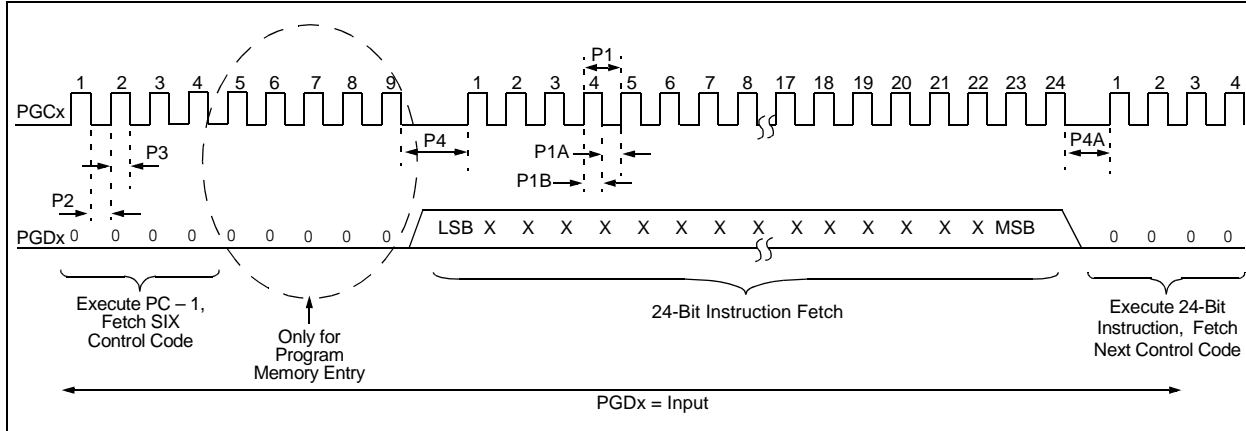 P1
1 2 3 4 5 6 7 8 9 1 2 3 4 5 6 7 8 17 18 19 20 21 22 23 24 1 2 3 4
PGCx
P3
P4
P1A
P4A
P1B
P2
PGDx
0 0 0 0 0 0 0 0 0 LSB X X X X X X X X X X X X X MSB 0 0 0 0
Execute PC – 1,
Fetch SIX
Control Code
Only for
Program
Memory Entry
24-Bit Instruction Fetch
Execute 24-Bit
Instruction, Fetch
Next Control Code
PGDx = Input